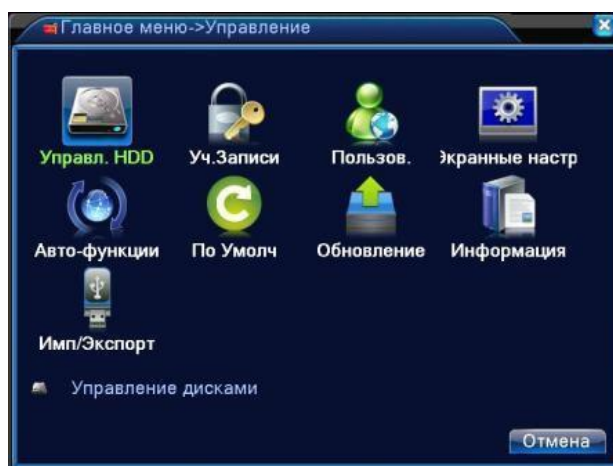 Главное меню->Управление
Управл. HDD Уч.Записи Пользов. Экранные настр
Авто-функции По Умолч Обновление Информация
Имп/Экспорт
Управление дисками
Отмена